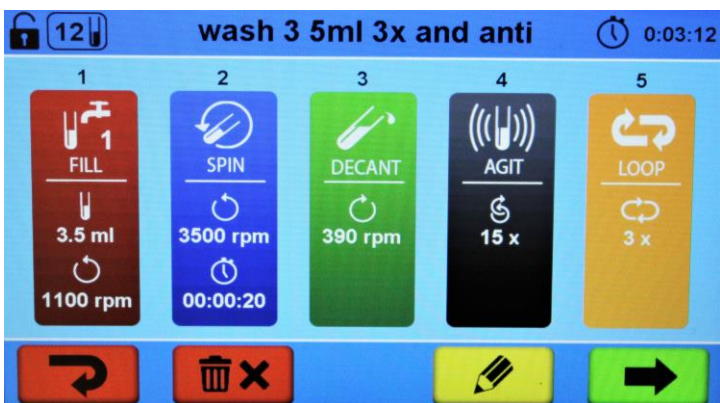 12
wash 3 5ml 3x and anti
0:03:12
1
2
3
4
5
1
FILL
SPIN
DECANT
AGIT
LOOP
3.5 ml
3500 rpm
390 rpm
15 x
3 x
1100 rpm
00:00:20